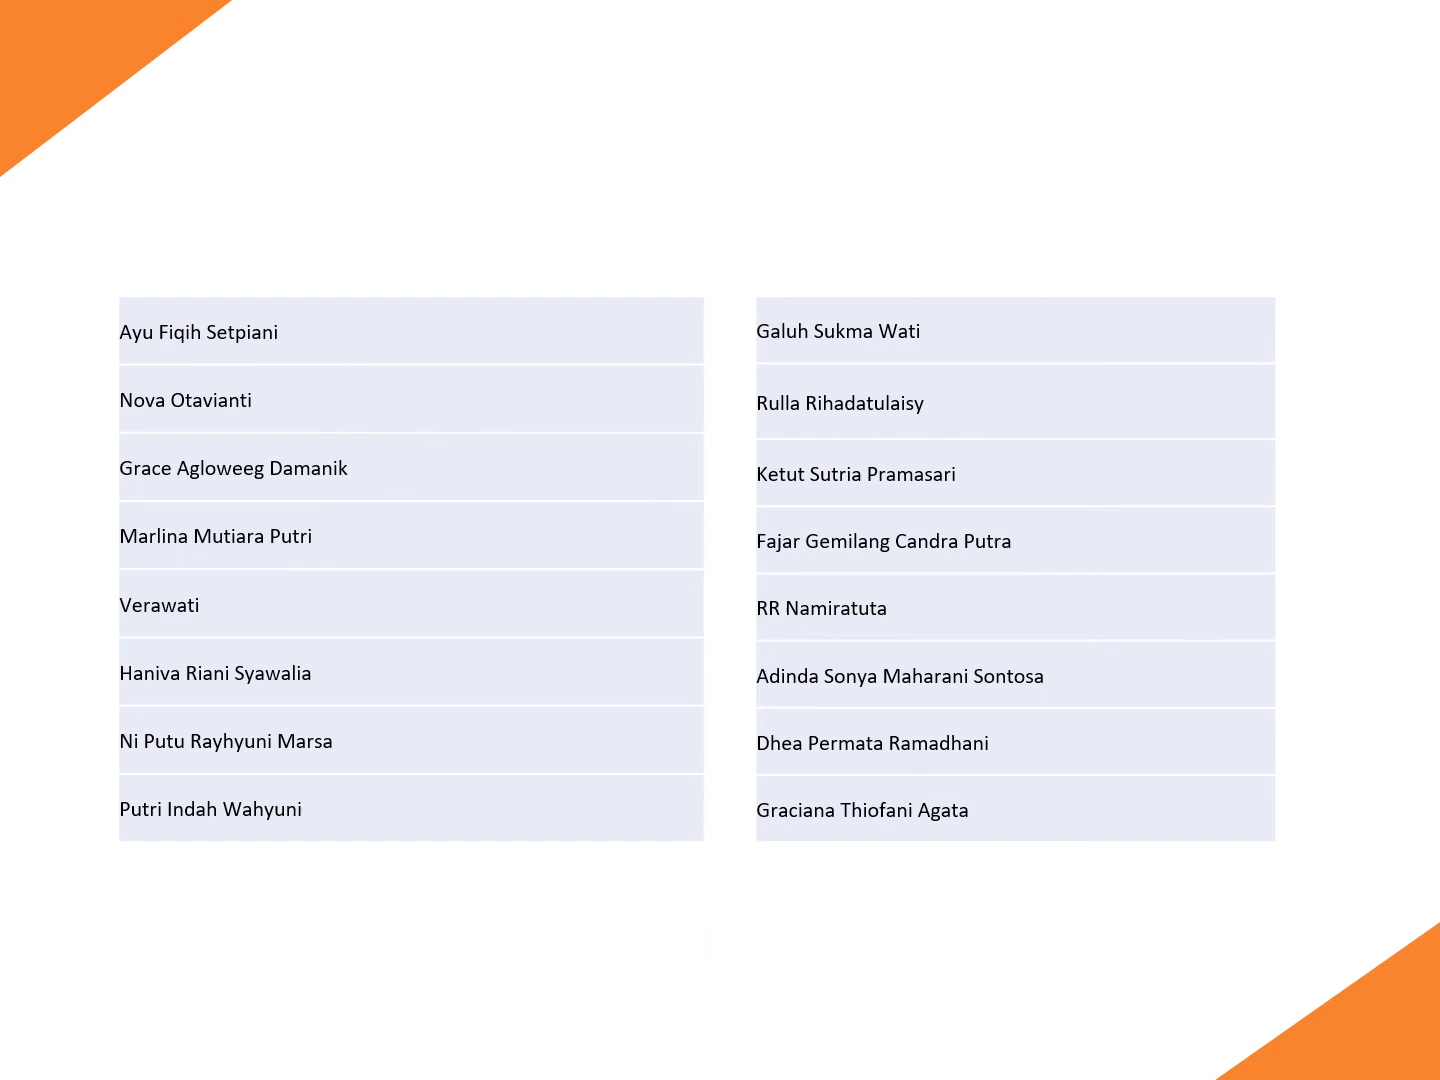 Ayu Fiqih Setpiani
Nova Otavianti
Grace Agloweeg Damanik
Marlina Mutiara Putri
Verawati
Haniva Riani Syawalia
Ni Putu Rayhyuni Marsa
Putri Indah Wahyuni
Galuh Sukma Wati
Rulla Rihadatulaisy
Ketut Sutria Pramasari
Fajar Gemilang Candra Putra
RR Namiratuta
Adinda Sonya Maharani Sontosa
Dhea Permata Ramadhani
Graciana Thiofani Agata